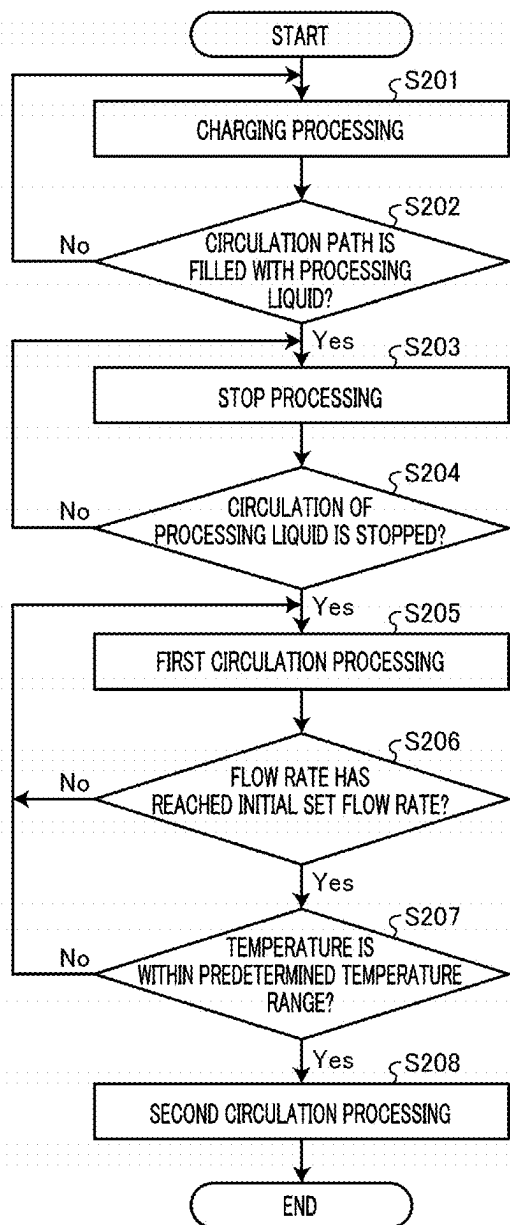 START
S201
CHARGING PROCESSING
S202
CIRCULATION PATH IS
FILLED WITH PROCESSING
LIQUID?
No
Yes
S203
STOP PROCESSING
S204
CIRCULATION OF
PROCESSING LIQUID IS STOPPED?
No
Yes
S205
FIRST CIRCULATION PROCESSING
S206
FLOW RATE HAS
REACHED INITIAL SET FLOW RATE?
No
Yes
S207
TEMPERATURE IS
WITHIN PREDETERMINED TEMPERATURE
RANGE?
No
Yes
S208
SECOND CIRCULATION PROCESSING
END